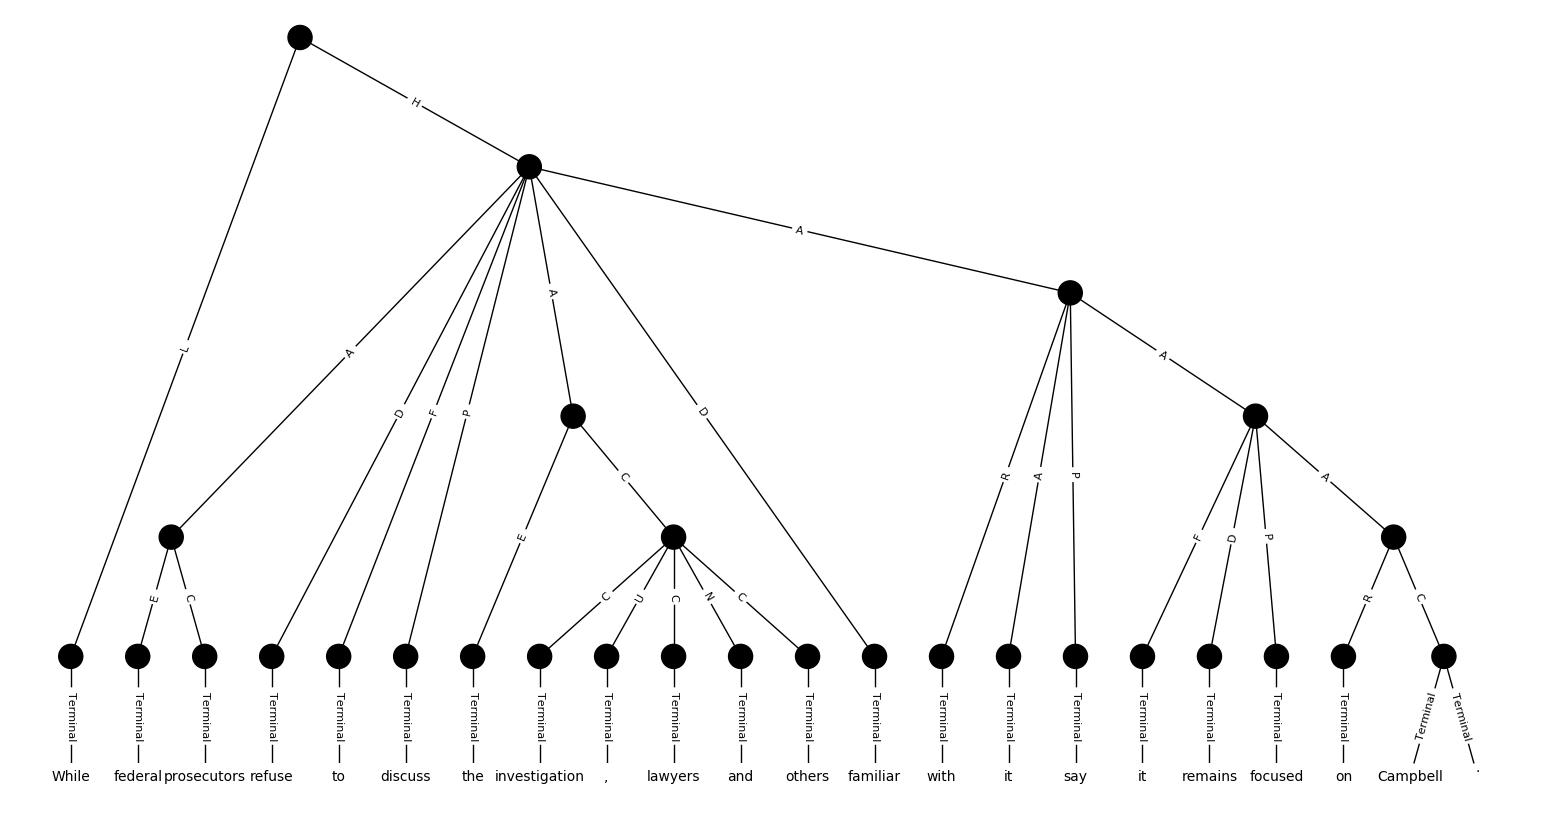 H
A
L
A
D
F
P
A
D
R
A
P
A
C
A
E
F
D
P
E
C
C
U
C
N
C
R
C
Terminal Terminal Terminal Terminal Terminal Terminal Terminal Terminal Terminal Terminal Terminal Terminal Terminal Terminal Terminal Terminal Terminal Terminal Terminal Terminal Terminal Terminal
While federal prosecutors refuse to discuss the investigation , lawyers and others familiar with it say it remains focused on Campbell .